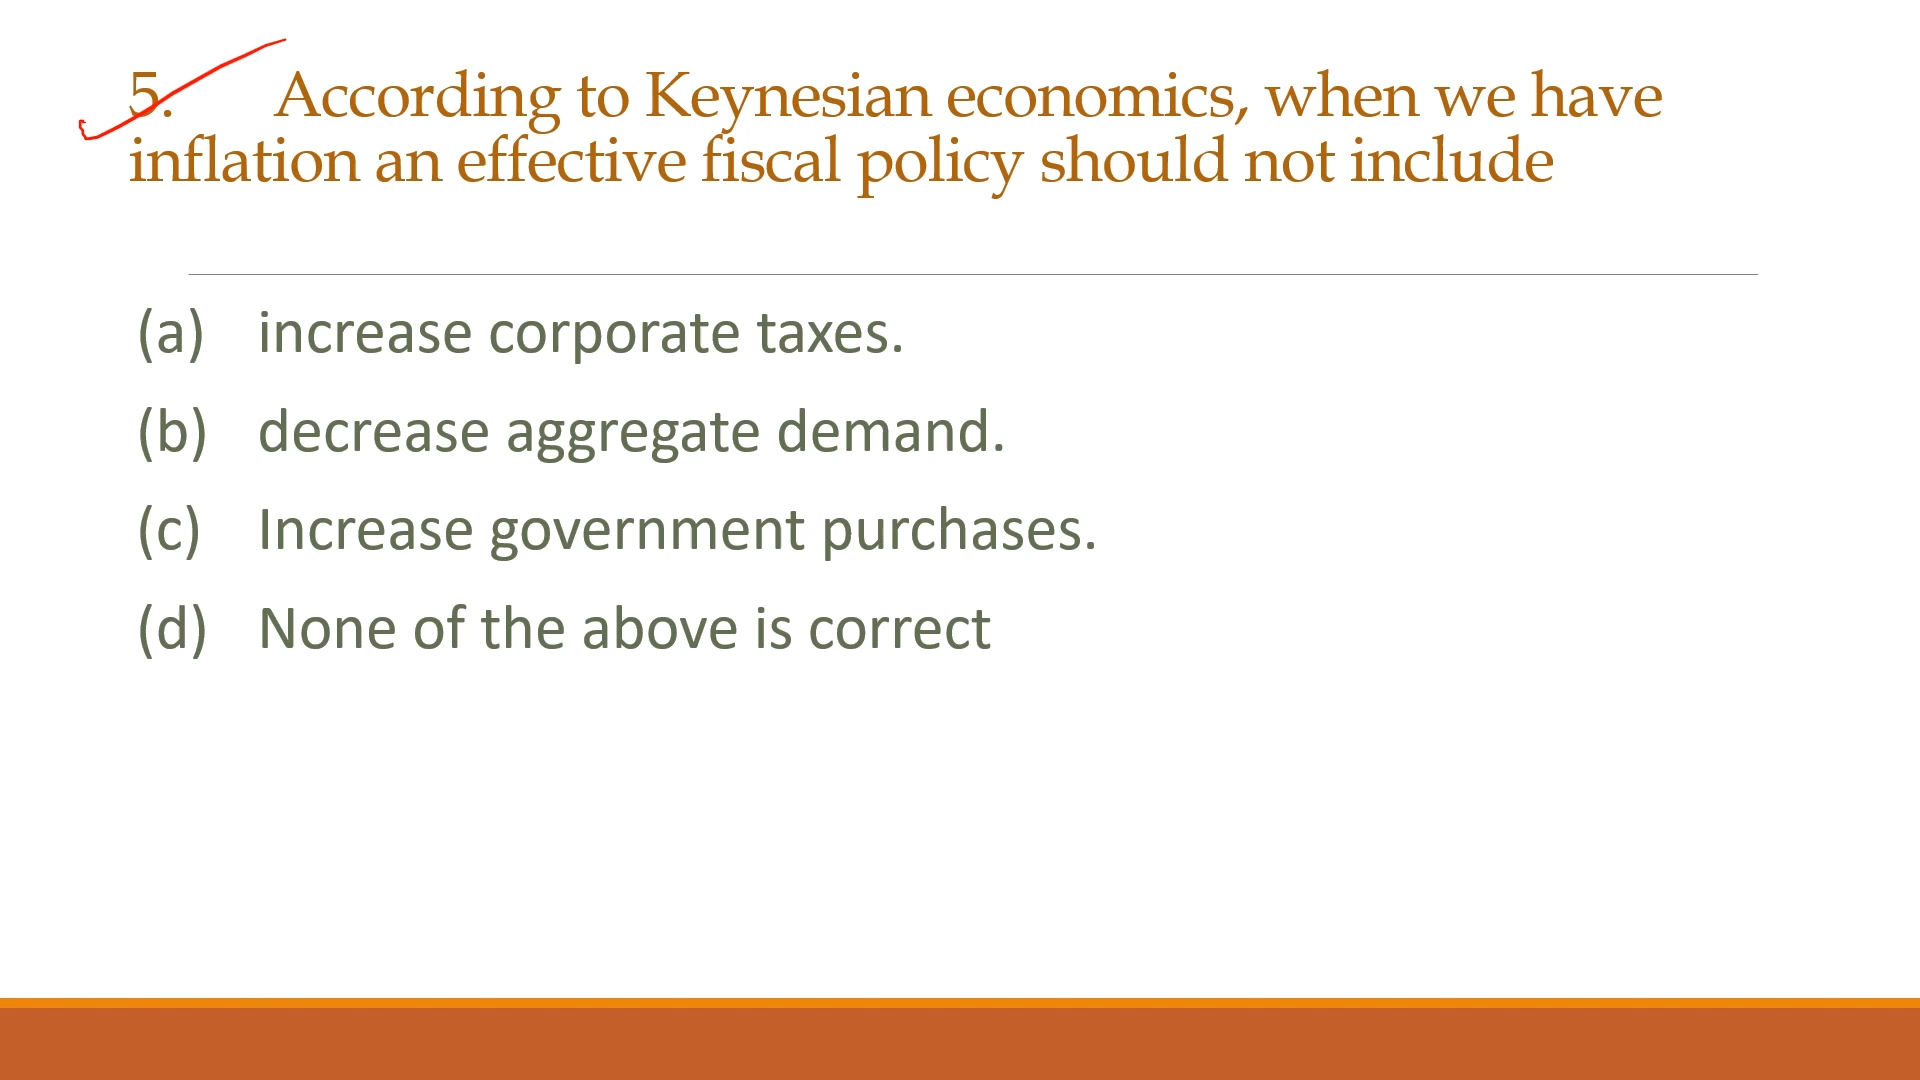 5. According to Keynesian economics, when we have
inflation an effective fiscal policy should not include
(a) increase corporate taxes.
(b) decrease aggregate demand.
(c) Increase government purchases.
(d) None of the above is correct